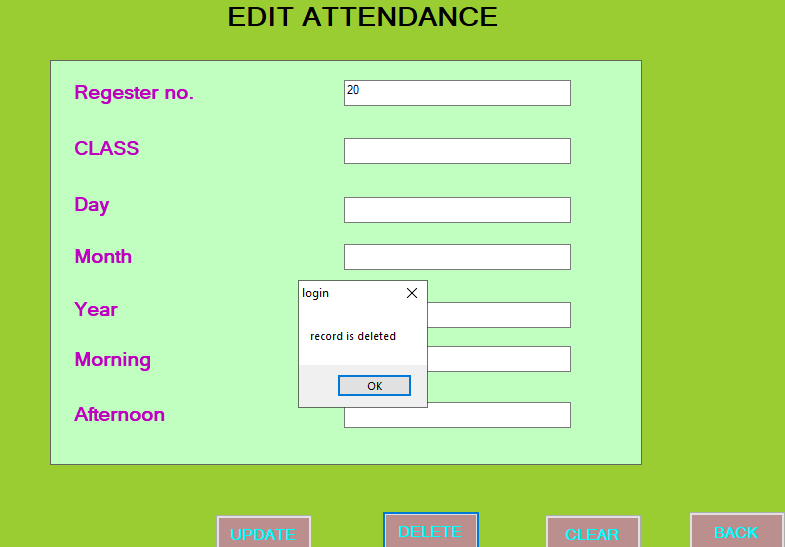 EDIT ATTENDANCE
Regester no.
20
CLASS
Day
Month
login
Year
record is deleted
Morning
OK
Afternoon
UPDATE
DELETE
CLEAR
BACK